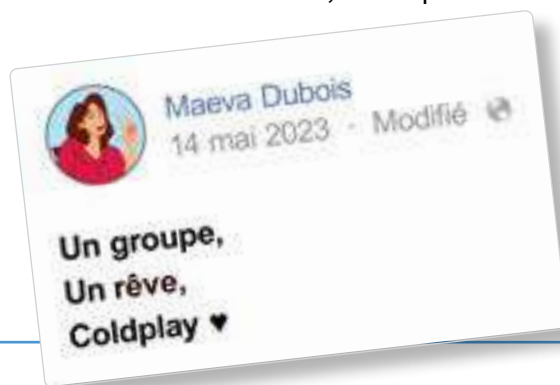 Maeva Dubois
14 mai 2023 · Modifié
Un groupe,
Un rêve,
Coldplay ♥